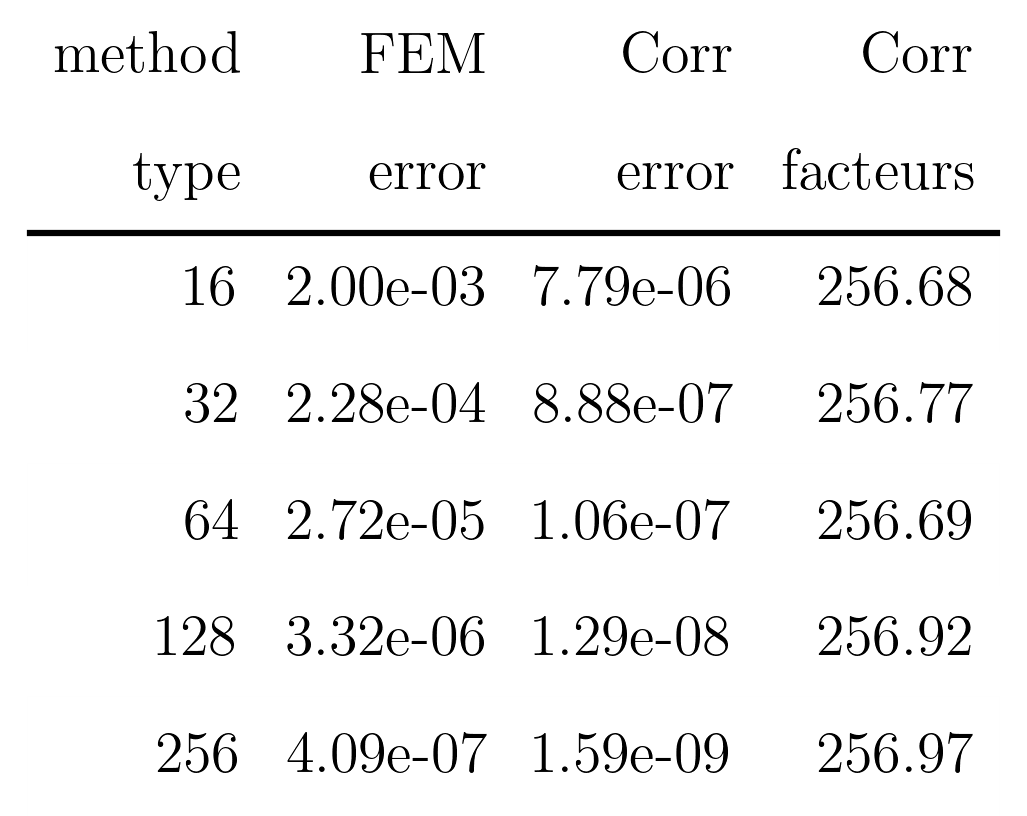 method FEM Corr Corr
type error error facteurs
16 2.00e-03 7.79e-06 256.68
32 2.28e-04 8.88e-07 256.77
64 2.72e-05 1.06e-07 256.69
128 3.32e-06 1.29e-08 256.92
256 4.09e-07 1.59e-09 256.97